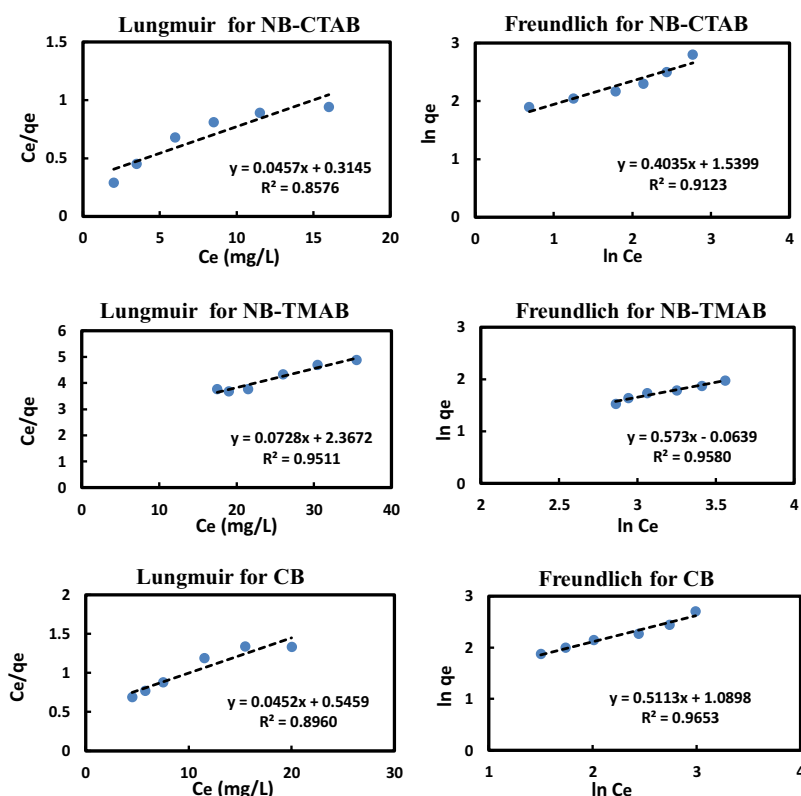 Lungmuir for NB-CTAB
1.5
1
0.5
0
Ce/qe
y = 0.0457x + 0.3145
R² = 0.8576
0 5 10 15 20
Ce (mg/L)
Freundlich for NB-CTAB
3
2
1
0
ln qe
y = 0.4035x + 1.5399
R² = 0.9123
0 1 2 3 4
ln Ce
Lungmuir for NB-TMAB
6
5
4
3
2
1
0
Ce/qe
y = 0.0728x + 2.3672
R² = 0.9511
0 10 20 30 40
Ce (mg/L)
Freundlich for NB-TMAB
3
2
1
0
ln qe
y = 0.573x - 0.0639
R² = 0.9580
2 2.5 3 3.5 4
ln Ce
Lungmuir for CB
2
1.5
1
0.5
0
Ce/qe
y = 0.0452x + 0.5459
R² = 0.8960
0 10 20 30
Ce (mg/L)
Freundlich for CB
3
2
1
0
ln qe
y = 0.5113x + 1.0898
R² = 0.9653
1 2 3 4
ln Ce